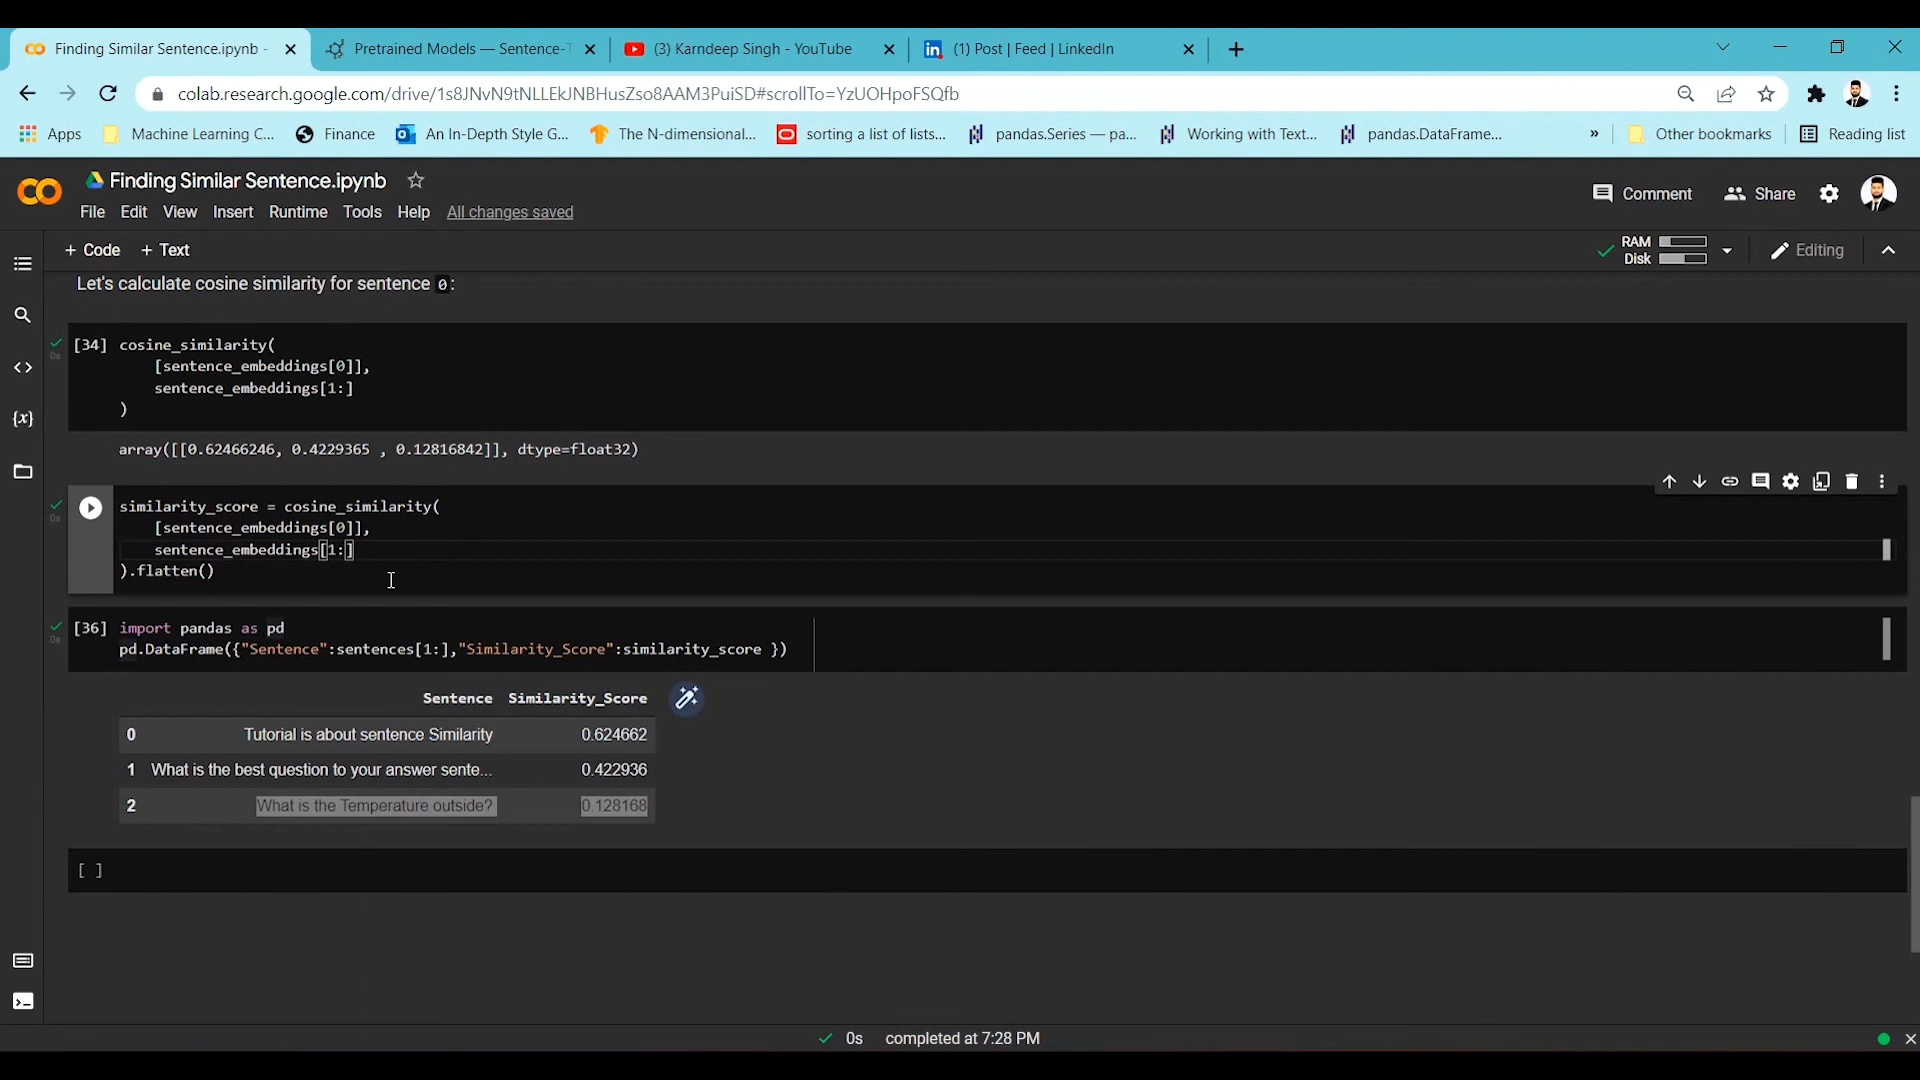 Finding Similar Sentence.ipynb -
Pretrained Models — Sentence-T
(3) Karndeep Singh - YouTube
(1) Post | Feed | LinkedIn
colab.research.google.com/drive/1s8JNvN9tNLLEkJNBHusZso8AAM3PuiSD#scrollTo=YzUOHpoFSQfb
Apps
Machine Learning C...
Finance
An In-Depth Style G...
The N-dimensional...
sorting a list of lists...
pandas.Series — pa...
Working with Text...
pandas.DataFrame...
»
Other bookmarks
Reading list
Finding Similar Sentence.ipynb
Comment
Share
File Edit View Insert Runtime Tools Help All changes saved
+ Code + Text
RAM
Disk
Editing
Let's calculate cosine similarity for sentence 0:
[34] cosine_similarity(
[sentence_embeddings[0]],
sentence_embeddings[1:]
)
0s
array([[0.62466246, 0.4229365 , 0.12816842]], dtype=float32)
similarity_score = cosine_similarity(
[sentence_embeddings[0]],
sentence_embeddings[1:]
).flatten()
0s
[36] import pandas as pd
pd.DataFrame({"Sentence":sentences[1:],"Similarity_Score":similarity_score })
0s
Sentence Similarity_Score
0 Tutorial is about sentence Similarity 0.624662
1 What is the best question to your answer sente... 0.422936
2 What is the Temperature outside? 0.128168
[ ]
0s completed at 7:28 PM